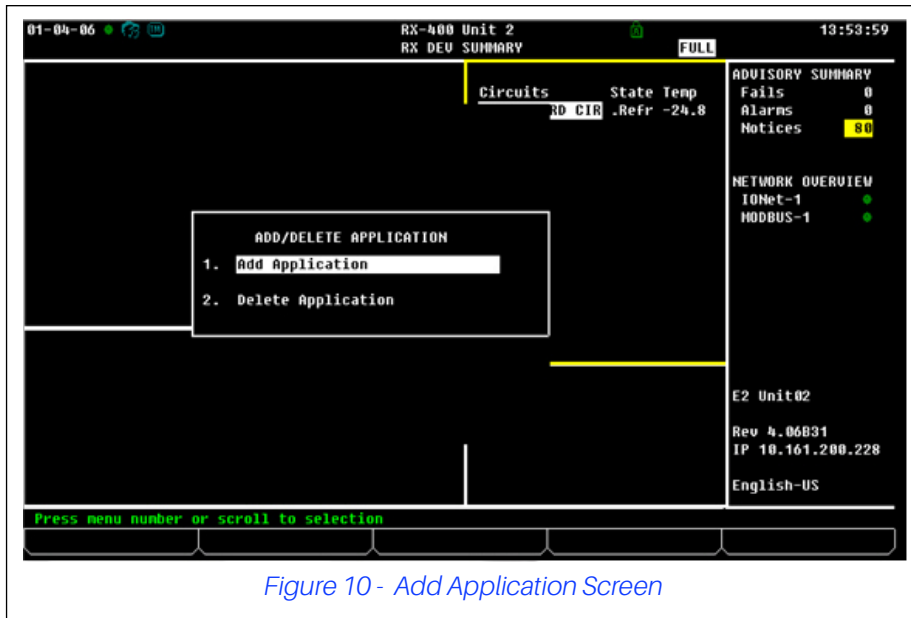 01-04-06 RX-400 Unit 2 13:53:59
RX DEV SUMMARY FULL
Circuits State Temp
RD CIR .Refr -24.8
ADVISORY SUMMARY
Fails 0
Alarms 0
Notices 80
NETWORK OVERVIEW
IONet-1
MODBUS-1
ADD/DELETE APPLICATION
1. Add Application
2. Delete Application
E2 Unit02
Rev 4.06B31
IP 10.161.200.228
English-US
Press menu number or scroll to selection
Figure 10 - Add Application Screen